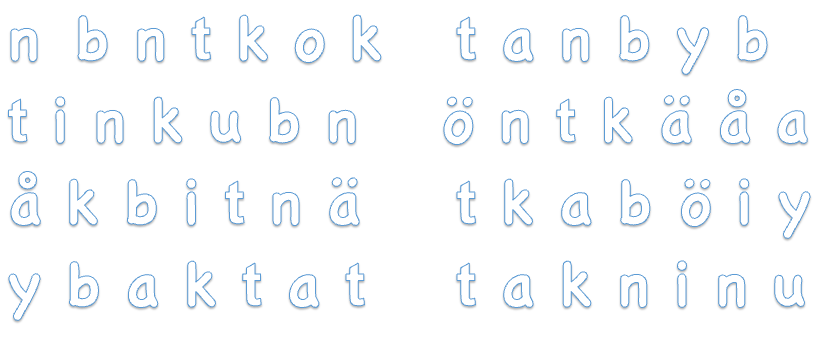 n b n t k o k t a n b y b
t i n k u b n ö n t k ä å a
å k b i t n ä t k a b ö i y
y b a k t a t t a k n i n u